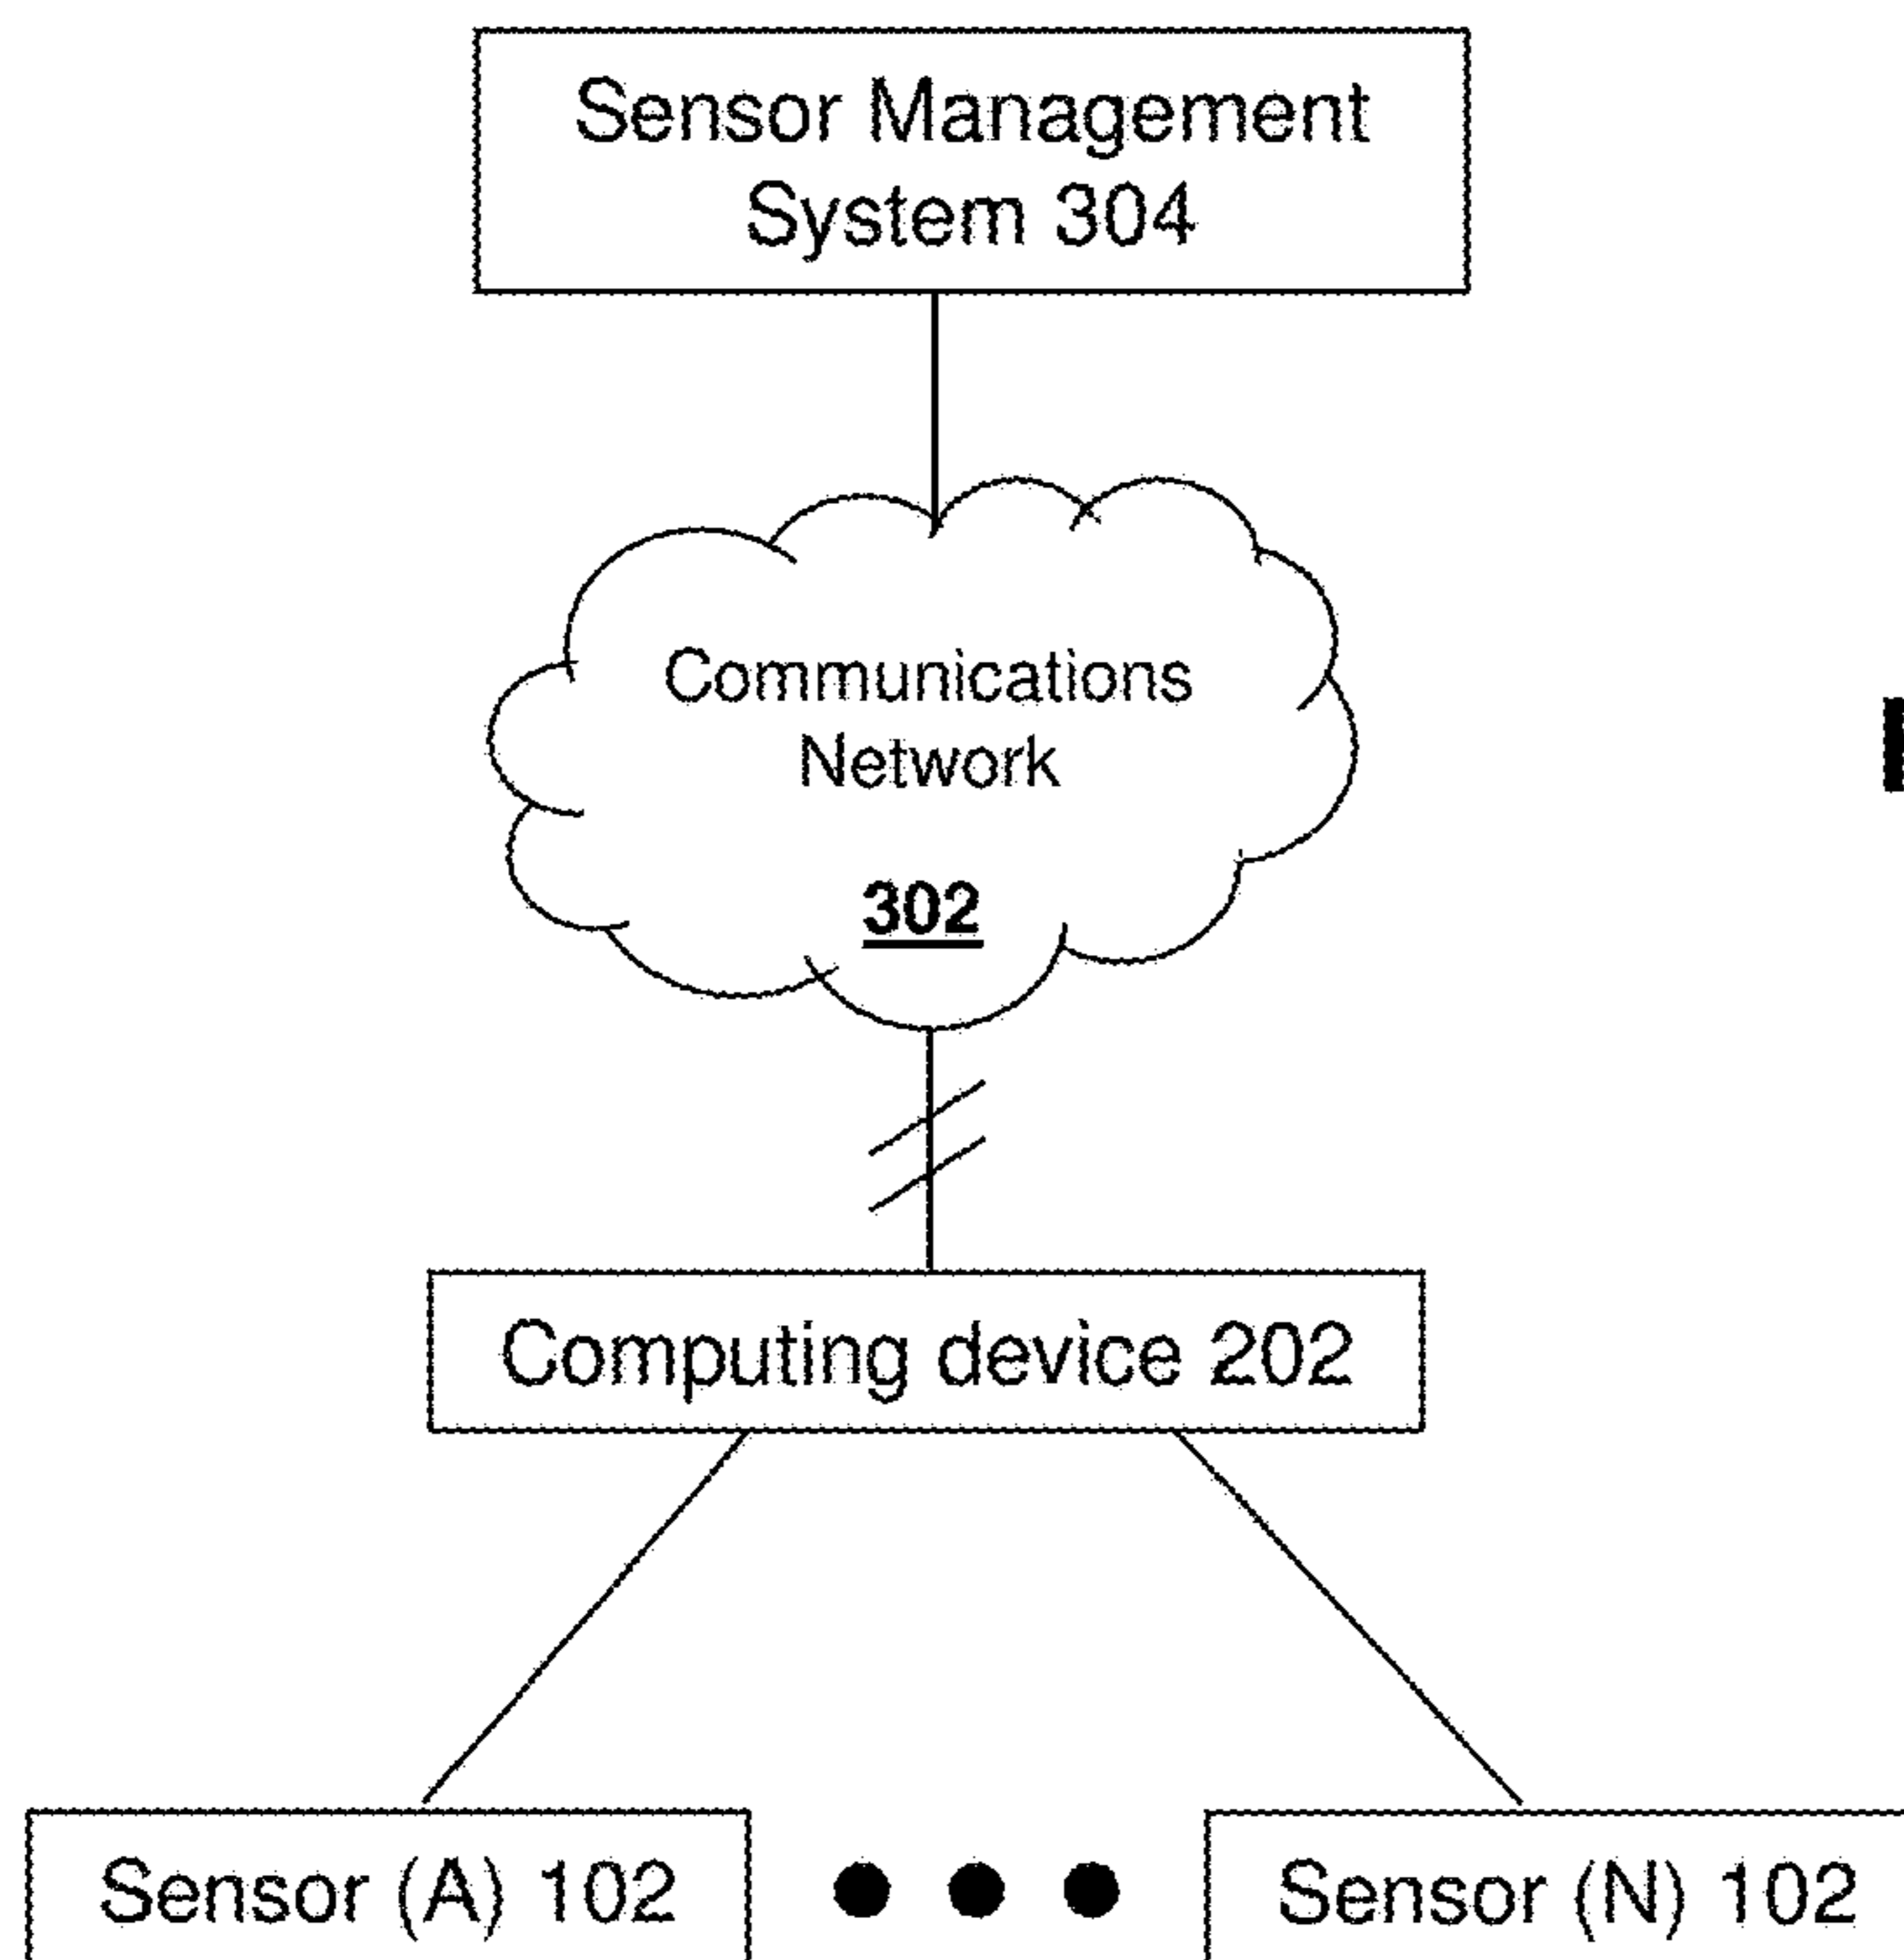 Sensor Management
System 304
Communications
Network
302
Computing device 202
Sensor (A) 102
Sensor (N) 102